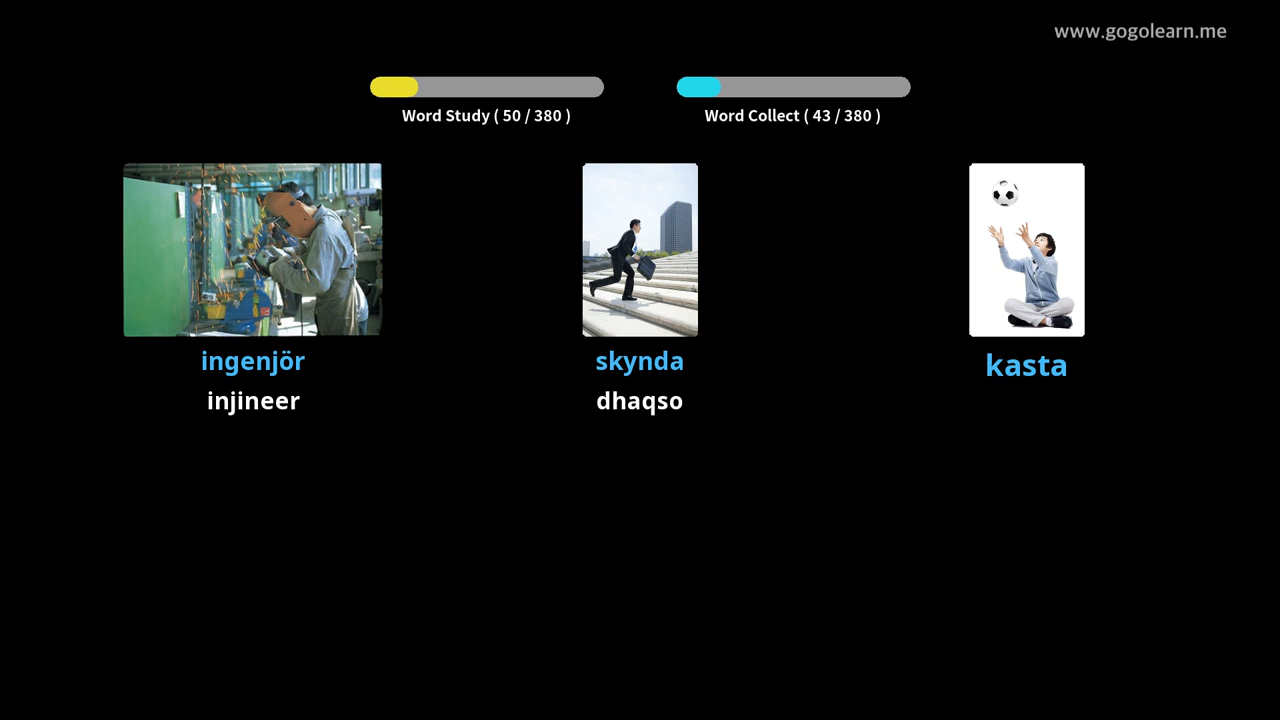 www.gogolearn.me
Word Study ( 50 / 380 )
Word Collect ( 43 / 380 )
ingenjör
skynda
kasta
injineer
dhaqso